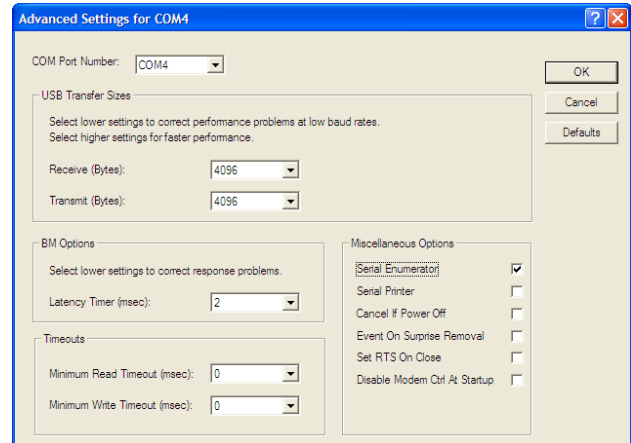 Advanced Settings for COM4
COM Port Number: COM4
OK
Cancel
Defaults
USB Transfer Sizes
Select lower settings to correct performance problems at low baud rates.
Select higher settings for faster performance.
Receive (Bytes): 4096
Transmit (Bytes): 4096
BM Options
Select lower settings to correct response problems.
Latency Timer (msec): 2
Timeouts
Minimum Read Timeout (msec): 0
Minimum Write Timeout (msec): 0
Miscellaneous Options
Serial Enumerator
Serial Printer
Cancel If Power Off
Event On Surprise Removal
Set RTS On Close
Disable Modem Ctrl At Startup